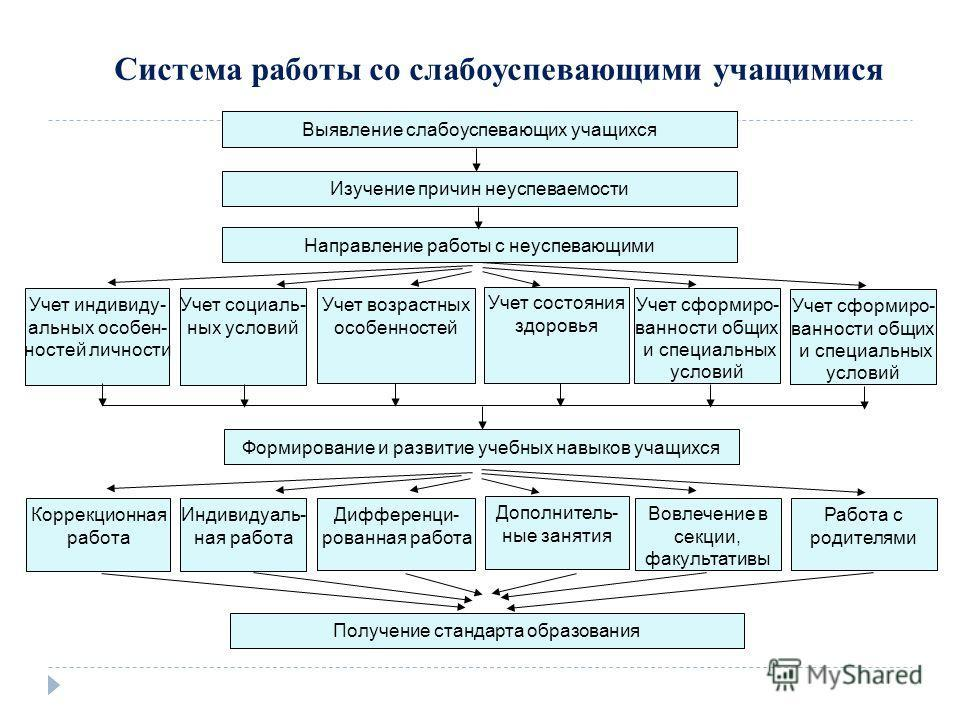 Система работы со слабоуспевающими учащимися
Выявление слабоуспевающих учащихся
Изучение причин неуспеваемости
Направление работы с неуспевающими
Учет индивиду-
альных особен-
ностей личности
Учет социаль-
ных условий
Учет возрастных
особенностей
Учет состояния
здоровья
Учет сформиро-
ванности общих
и специальных
условий
Учет сформиро-
ванности общих
и специальных
условий
Формирование и развитие учебных навыков учащихся
Коррекционная
работа
Индивидуаль-
ная работа
Дифференци-
рованная работа
Дополнитель-
ные занятия
Вовлечение в
секции,
факультативы
Работа с
родителями
Получение стандарта образования
MyShared